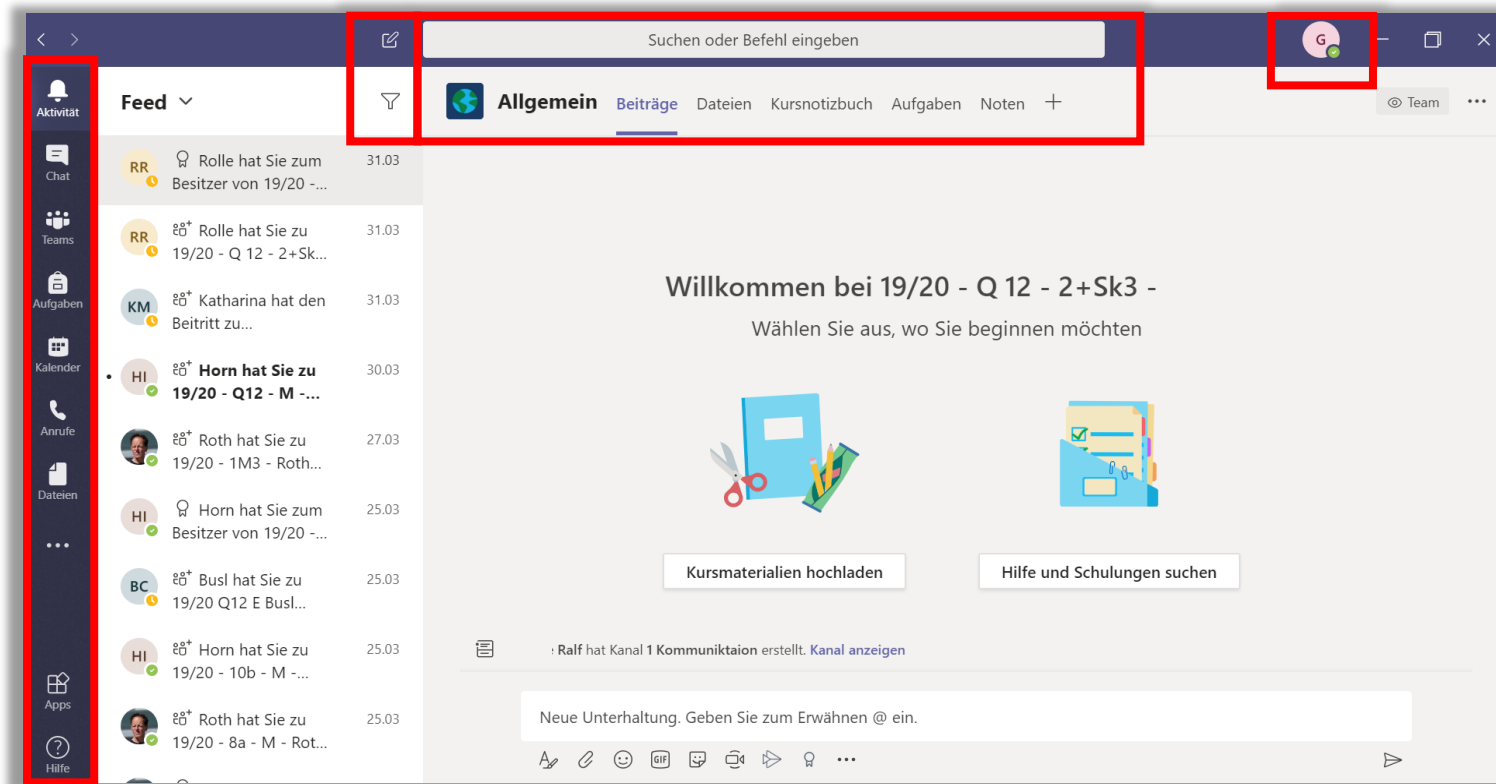 Suchen oder Befehl eingeben
G
Aktivität
Chat
Teams
Aufgaben
Kalender
Anrufe
Dateien
Apps
Hilfe
Feed
RR
Rolle hat Sie zum 31.03
Besitzer von 19/20 -...
RR
Rolle hat Sie zu 31.03
19/20 - Q 12 - 2+Sk...
KM
Katharina hat den 31.03
Beitritt zu...
HI
Horn hat Sie zu 30.03
19/20 - Q12 - M -...
Roth hat Sie zu 27.03
19/20 - 1M3 - Roth...
HI
Horn hat Sie zum 25.03
Besitzer von 19/20 -...
BC
Busl hat Sie zu 25.03
19/20 Q12 E Busl...
HI
Horn hat Sie zu 25.03
19/20 - 10b - M -...
Roth hat Sie zu 25.03
19/20 - 8a - M - Rot...
Allgemein Beiträge Dateien Kursnotizbuch Aufgaben Noten +
Team
Willkommen bei 19/20 - Q 12 - 2+Sk3 -
Wählen Sie aus, wo Sie beginnen möchten
Kursmaterialien hochladen
Hilfe und Schulungen suchen
Ralf hat Kanal 1 Kommuniktaion erstellt. Kanal anzeigen
Neue Unterhaltung. Geben Sie zum Erwähnen @ ein.
GIF